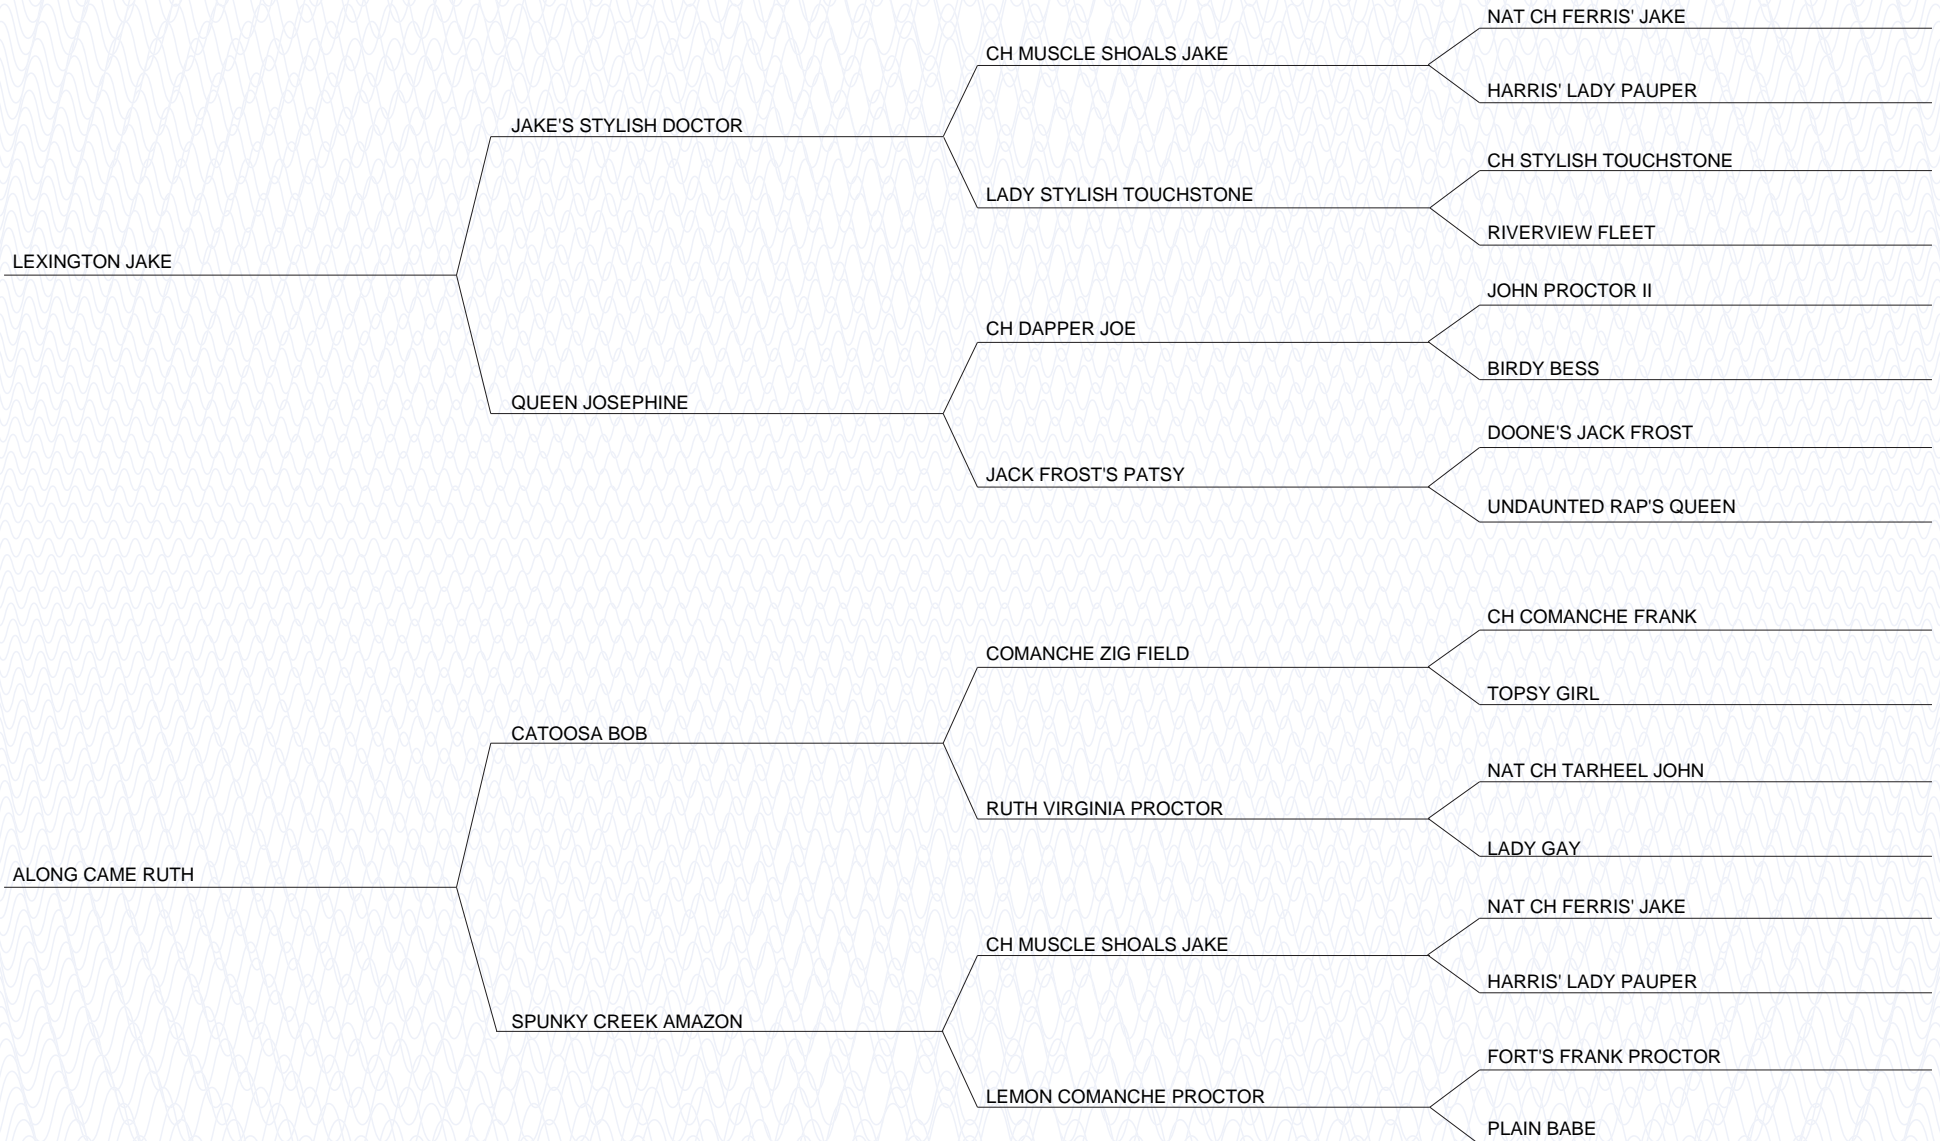 NAT CH FERRIS' JAKE
CH MUSCLE SHOALS JAKE
HARRIS' LADY PAUPER
JAKE'S STYLISH DOCTOR
CH STYLISH TOUCHSTONE
LADY STYLISH TOUCHSTONE
RIVERVIEW FLEET
LEXINGTON JAKE
JOHN PROCTOR II
CH DAPPER JOE
BIRDY BESS
QUEEN JOSEPHINE
DOONE'S JACK FROST
JACK FROST'S PATSY
UNDAUNTED RAP'S QUEEN
CH COMANCHE FRANK
COMANCHE ZIG FIELD
TOPSY GIRL
CATOOSA BOB
NAT CH TARHEEL JOHN
RUTH VIRGINIA PROCTOR
LADY GAY
ALONG CAME RUTH
NAT CH FERRIS' JAKE
CH MUSCLE SHOALS JAKE
HARRIS' LADY PAUPER
SPUNKY CREEK AMAZON
FORT'S FRANK PROCTOR
LEMON COMANCHE PROCTOR
PLAIN BABE